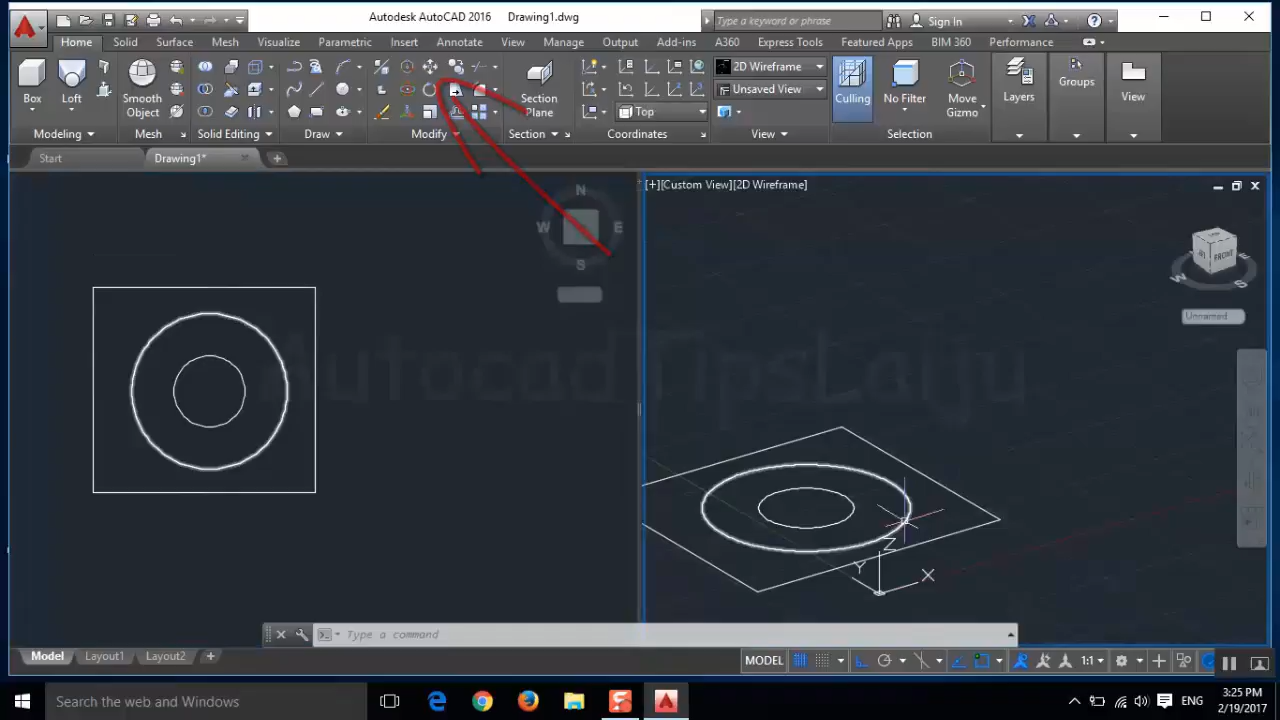 Autodesk AutoCAD 2016 Drawing1.dwg Type a keyword or phrase Sign In
Home Solid Surface Mesh Visualize Parametric Insert Annotate View Manage Output Add-ins A360 Express Tools Featured Apps BIM 360 Performance
Box Loft Smooth Object Section Plane 2D Wireframe Unsaved View Top Culling No Filter Move Gizmo Layers Groups View
Modeling Mesh Solid Editing Draw Modify Section Coordinates View Selection
Start Drawing1*
[+][Custom View][2D Wireframe]
N
W E
S
FRONT
W E
S
Unnamed
AutocadTipsLalju
Z
Y X
Type a command
Model Layout1 Layout2
MODEL 1:1
Search the web and Windows
ENG
3:25 PM
2/19/2017